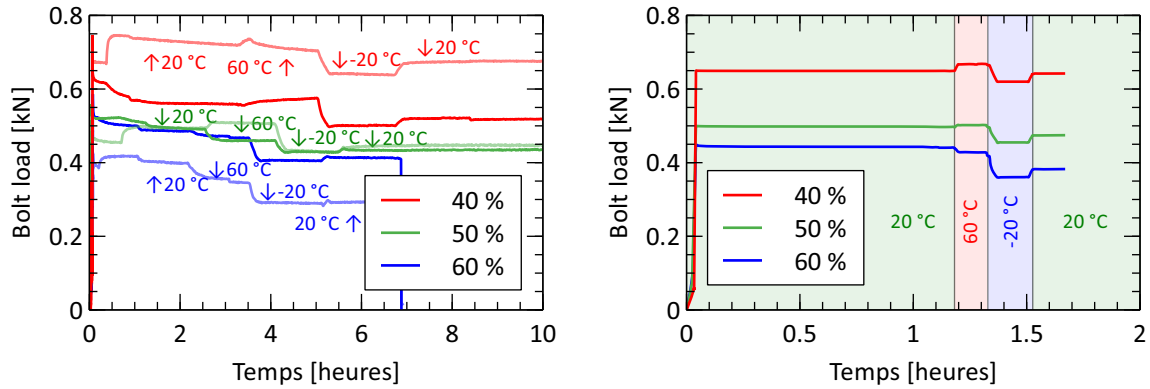 0.8
0.6
0.4
0.2
0
Bolt load [kN]
0 2 4 6 8 10
Temps [heures]
↑20 °C
60 °C ↑
↓-20 °C
↓20 °C
↓20 °C
↓60 °C
↓-20 °C
↓20 °C
↑20 °C
↓60 °C
↓-20 °C
20 °C ↑
40 %
50 %
60 %
0.8
0.6
0.4
0.2
0
Bolt load [kN]
0 0.5 1 1.5 2
Temps [heures]
20 °C
60 °C
-20 °C
20 °C
40 %
50 %
60 %